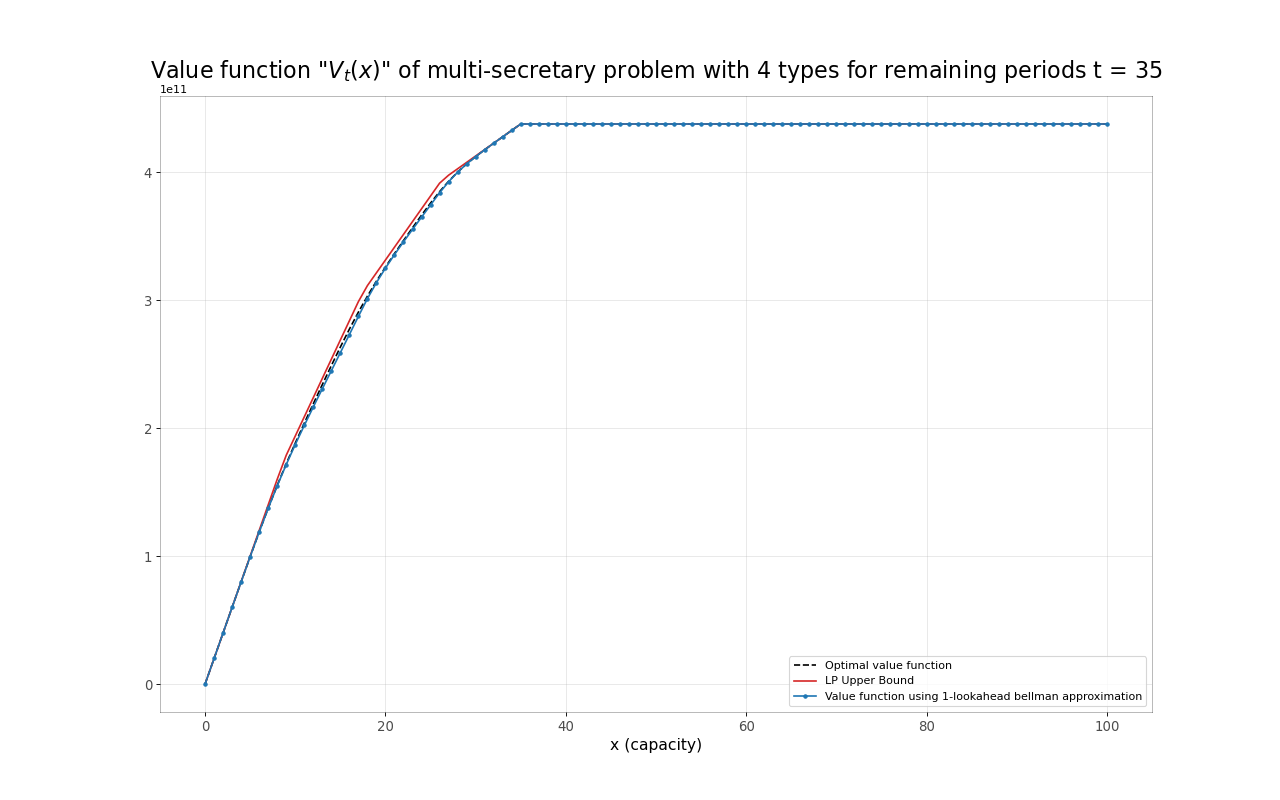 Value function "V_t(x)" of multi-secretary problem with 4 types for remaining periods t = 35
1e11
4
3
2
1
0
0 20 40 60 80 100
x (capacity)
Optimal value function
LP Upper Bound
Value function using 1-lookahead bellman approximation